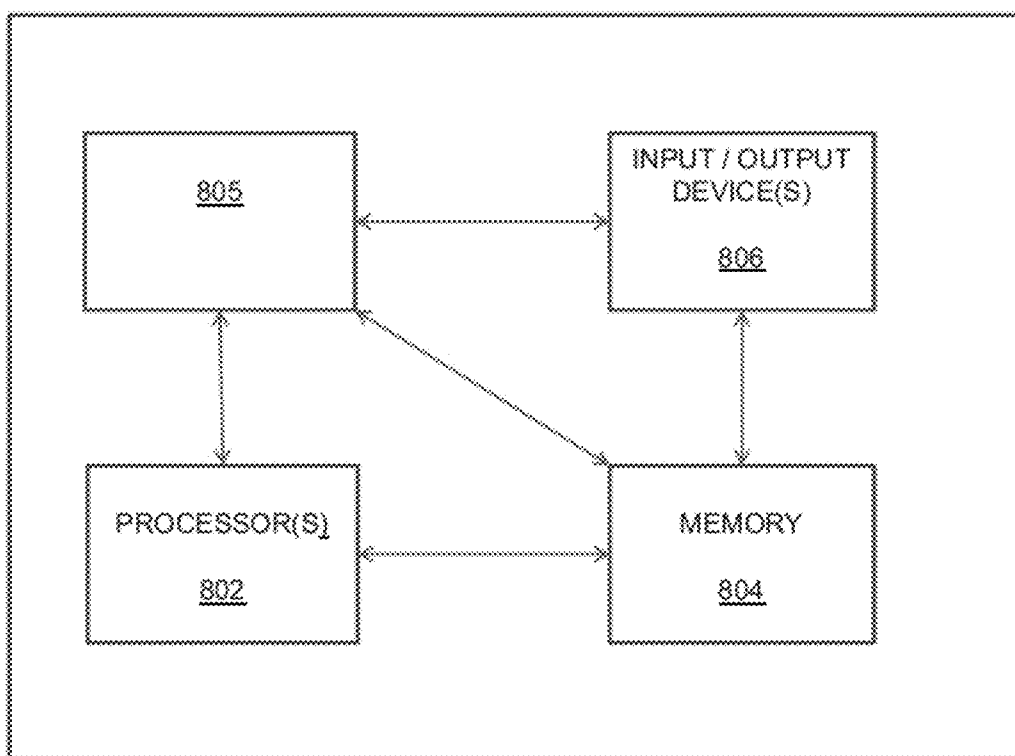 805
INPUT / OUTPUT
DEVICE(S)
806
PROCESSOR(S)
802
MEMORY
804